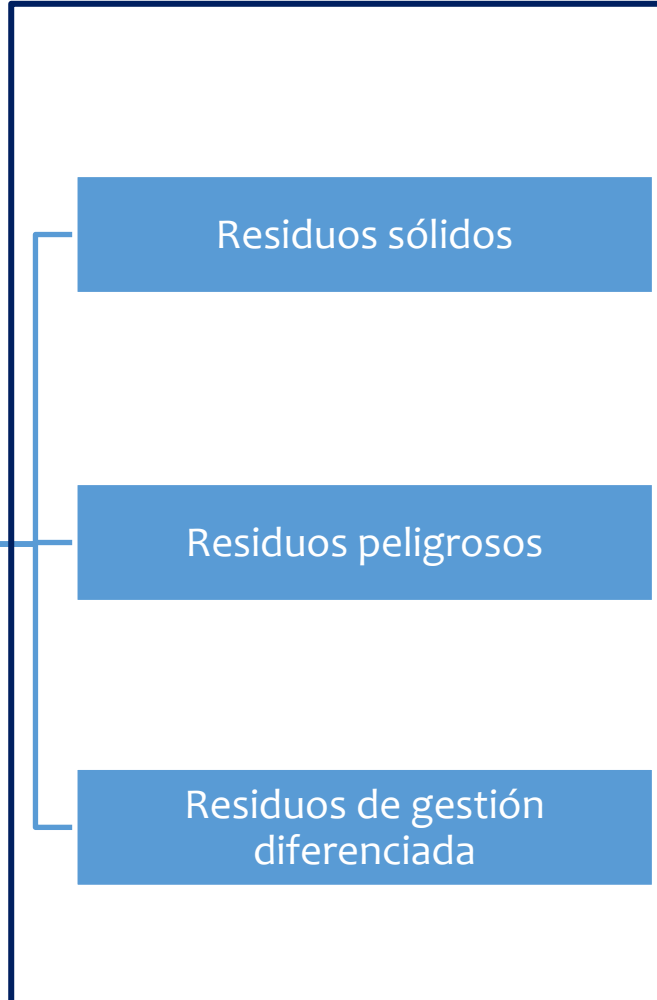 Residuos sólidos
Residuos peligrosos
Residuos de gestión
diferenciada